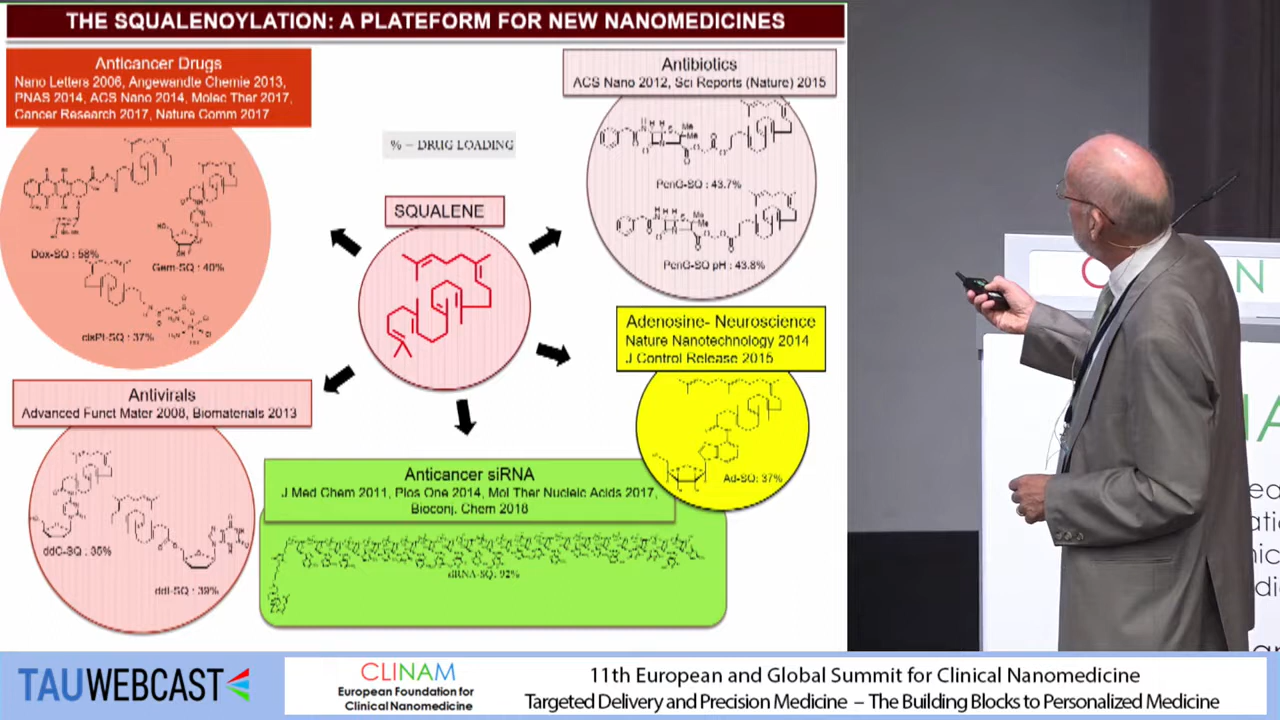 THE SQUALENOYLATION: A PLATEFORM FOR NEW NANOMEDICINES
Anticancer Drugs
Nano Letters 2006, Angewandte Chemie 2013,
PNAS 2014, ACS Nano 2014, Molec Ther 2017,
Cancer Research 2017, Nature Comm 2017
Dox-SQ : 58%
Gem-SQ : 40%
cisPt-SQ : 37%
% = DRUG LOADING
SQUALENE
Antibiotics
ACS Nano 2012, Sci Reports (Nature) 2015
PenG-SQ : 43.7%
PenG-SQ pH : 43.8%
Adenosine- Neuroscience
Nature Nanotechnology 2014
J Control Release 2015
Ad-SQ: 37%
Antivirals
Advanced Funct Mater 2008, Biomaterials 2013
ddC-SQ : 35%
ddI-SQ : 39%
Anticancer siRNA
J Med Chem 2011, Plos One 2014, Mol Ther Nucleic Acids 2017,
Bioconj. Chem 2018
siRNA-SQ: 92%
TAUWEBCAST
CLINAM
European Foundation for
Clinical Nanomedicine
11th European and Global Summit for Clinical Nanomedicine
Targeted Delivery and Precision Medicine – The Building Blocks to Personalized Medicine